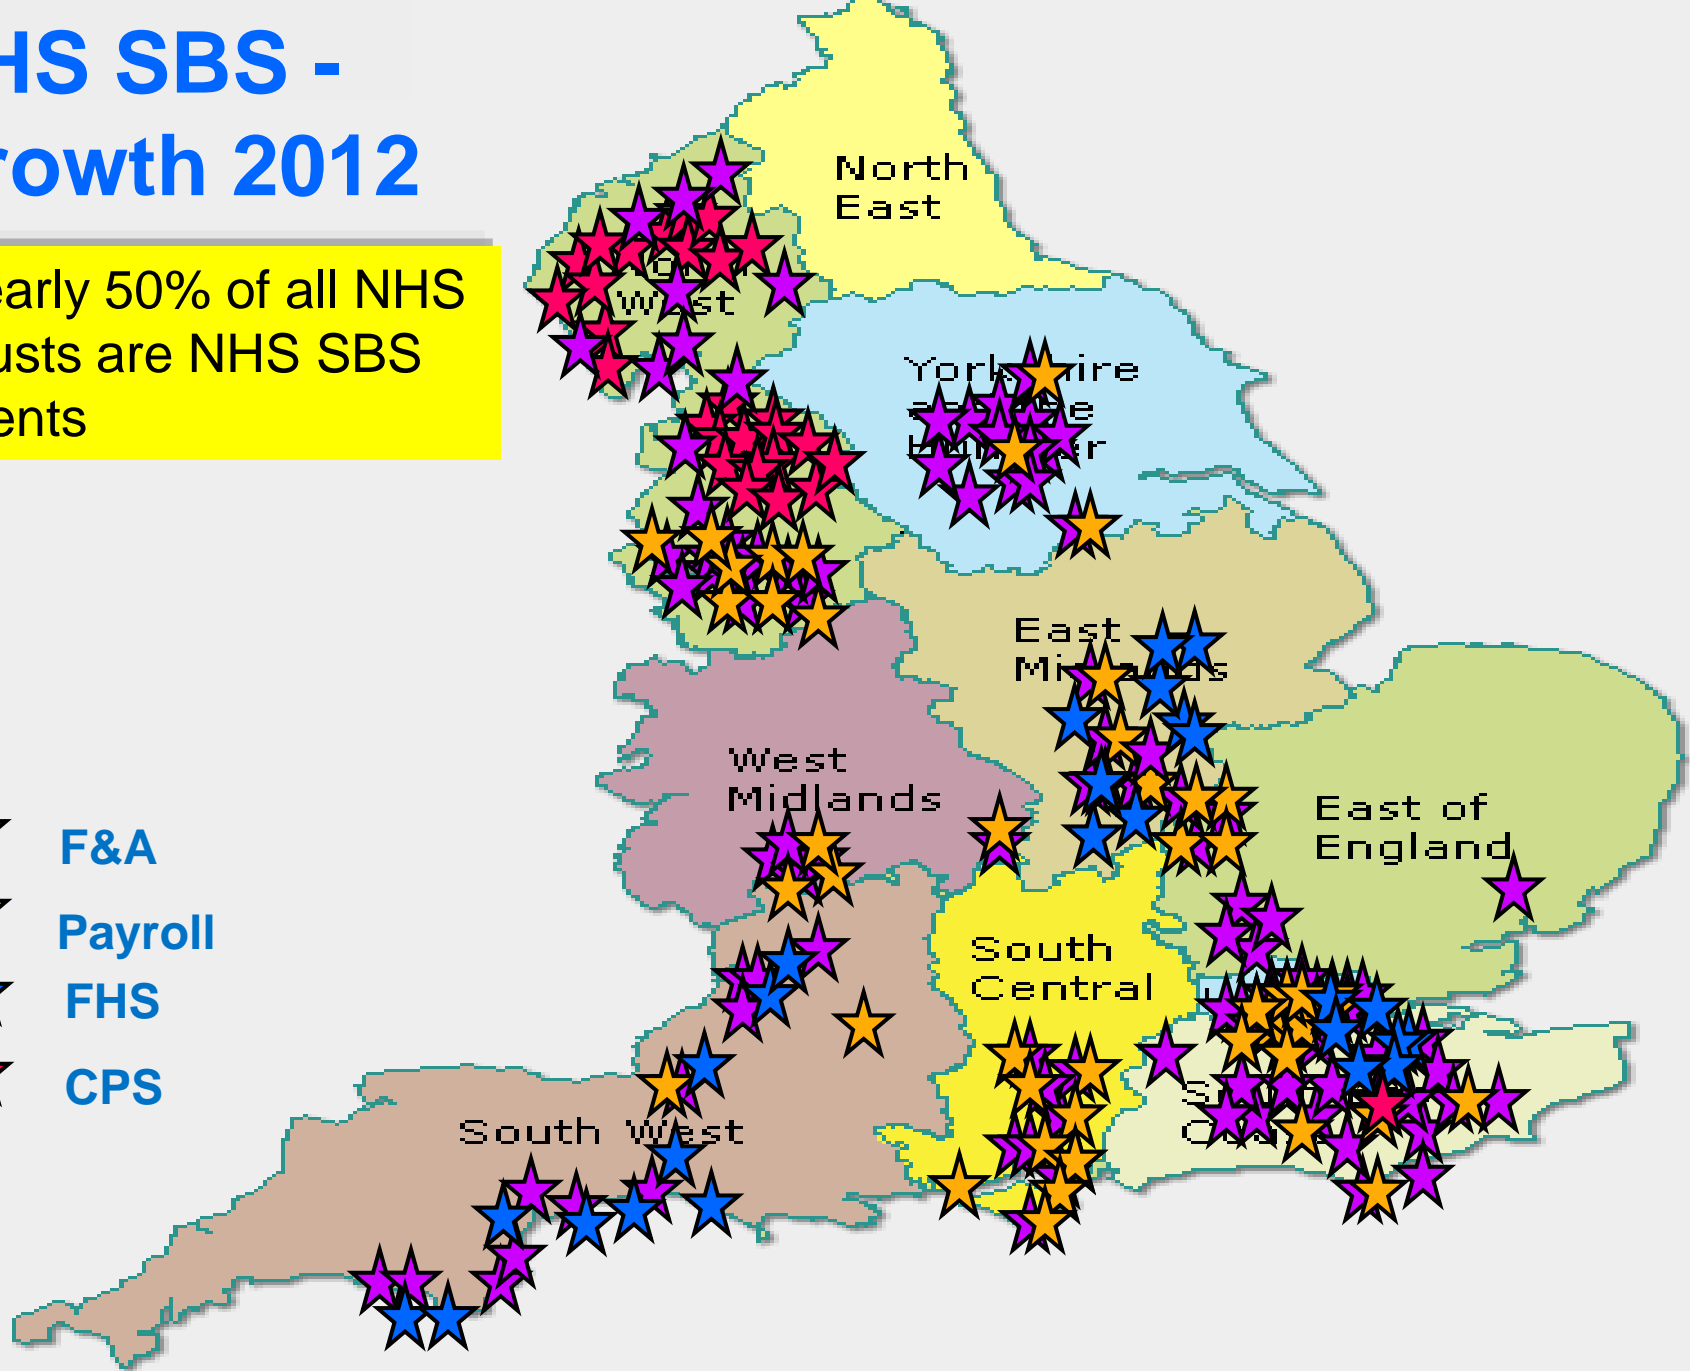 HS SBS -
rowth 2012
early 50% of all NHS
usts are NHS SBS
ents
North
East
West
East
West
Midlands
East of
England
South
Central
South West
F&A
Payroll
FHS
CPS